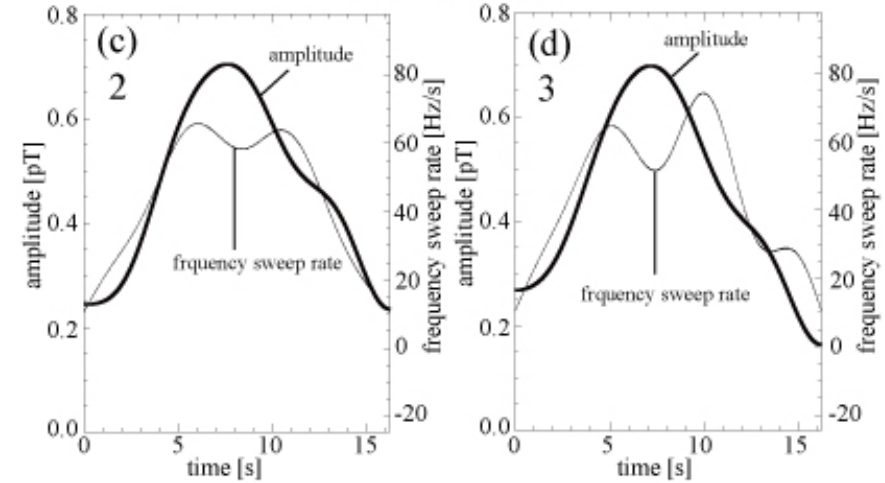 (c)
2
amplitude
frquency sweep rate
amplitude [pT]
0.8
0.6
0.4
0.2
0.0
0 5 10 15
time [s]
80
60
40
20
0
-20
frequency sweep rate [Hz/s]
(d)
3
amplitude
frquency sweep rate
amplitude [pT]
0.8
0.6
0.4
0.2
0.0
0 5 10 15
time [s]
80
60
40
20
0
-20
frequency sweep rate [Hz/s]